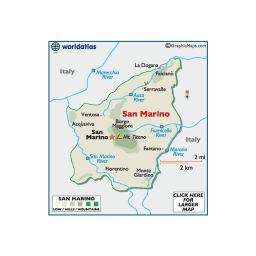 ©GraphicMaps.com
worldatlas
La Dogana
Italy
Marecchia
River
Falciano
Serravalle
Ausa
River
San Marino
Ventoso
Acquaviva
Borgo
Maggiore
San
Marino
Mt. Titano
Fiumicello
River
Italy
Faetano
Marano
River
San Marino
River
2 mi
2 km
Fiorentino
Monte
Giardino
SAN MARINO
LOW / HILLS / MOUNTAINS
CLICK HERE
FOR
LARGER
MAP